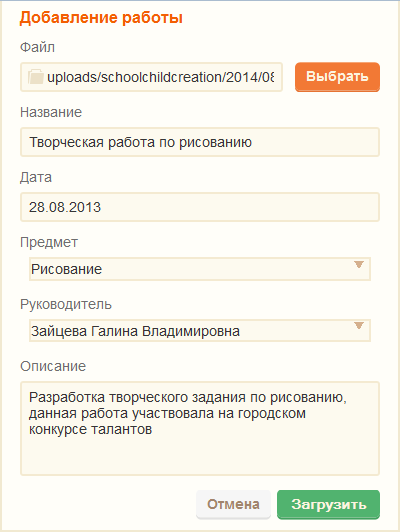 Добавление работы
Файл
uploads/schoolchildcreation/2014/08
Выбрать
Название
Творческая работа по рисованию
Дата
28.08.2013
Предмет
Рисование
Руководитель
Зайцева Галина Владимировна
Описание
Разработка творческого задания по рисованию,
данная работа участвовала на городском
конкурсе талантов
Отмена
Загрузить